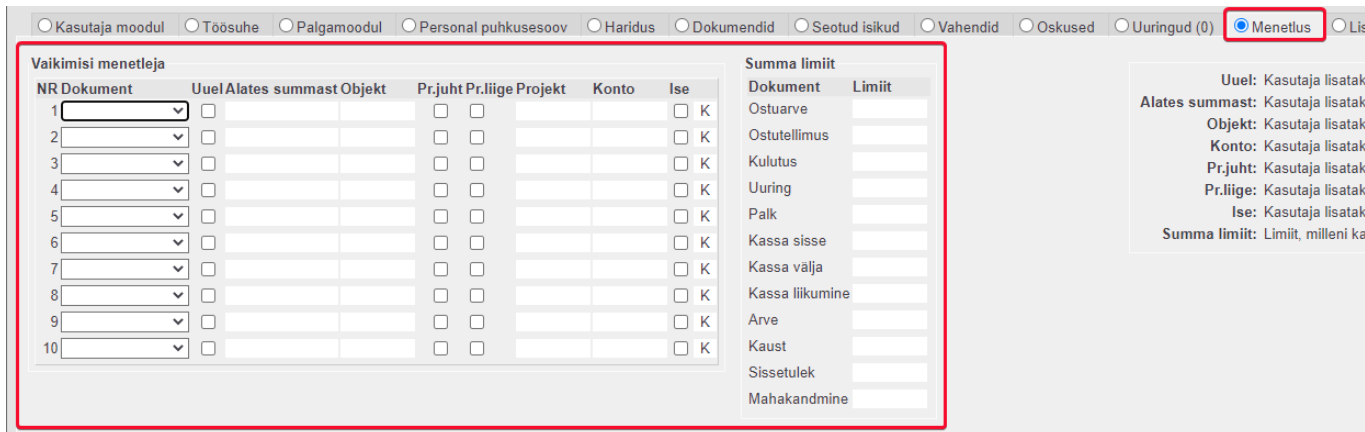 Kasutaja moodul Töösuhe Palgamoodul Personal puhkusesoov Haridus Dokumendid Seotud isikud Vahendid Oskused Uuringud (0) Menetlus Lis
Vaikimisi menetleja
NR Dokument Uuel Alates summast Objekt Pr.juht Pr.liige Projekt Konto Ise
1 K
2 K
3 K
4 K
5 K
6 K
7 K
8 K
9 K
10 K
Summa limiit
Dokument Limiit
Ostuarve
Ostutellimus
Kulutus
Uuring
Palk
Kassa sisse
Kassa välja
Kassa liikumine
Arve
Kaust
Sissetulek
Mahakandmine
Uuel: Kasutaja lisatak
Alates summast: Kasutaja lisatak
Objekt: Kasutaja lisatak
Konto: Kasutaja lisatak
Pr.juht: Kasutaja lisatak
Pr.liige: Kasutaja lisatak
Ise: Kasutaja lisatak
Summa limiit: Limiit, milleni ka